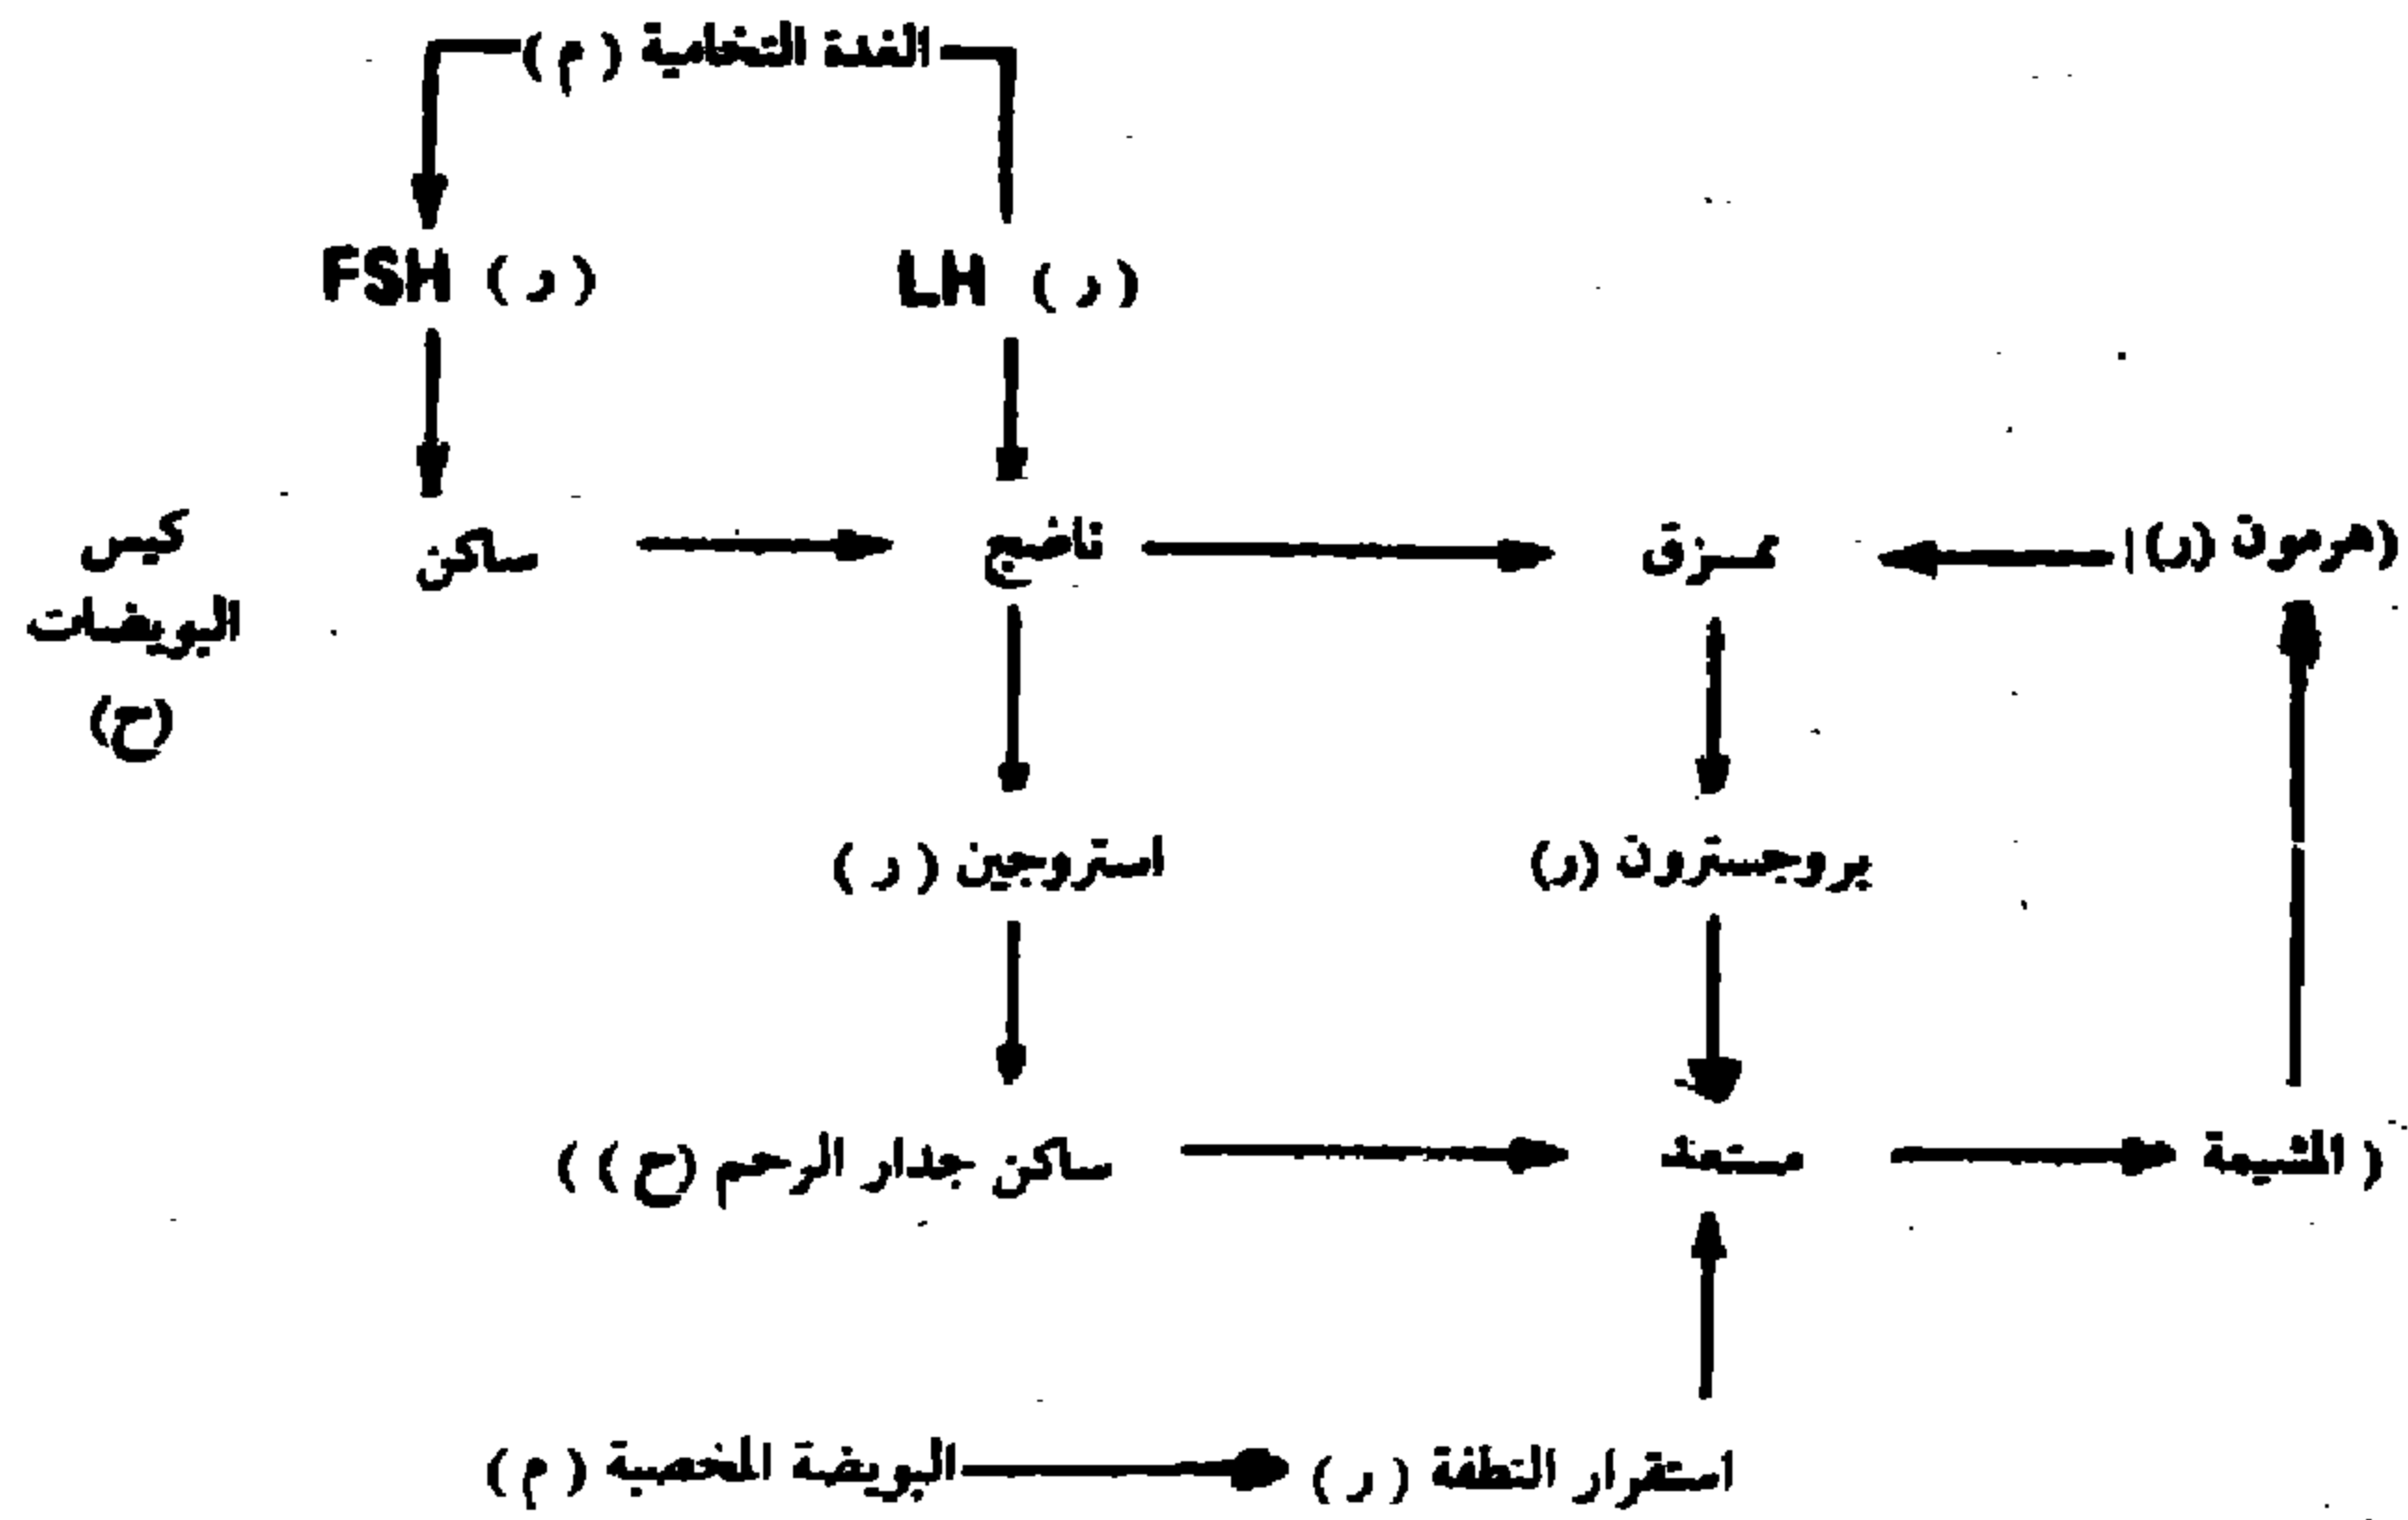 الغدة النخامية (م)
FSH (ر) LH (ر)
كيس ساكن ناضج ممزق (هرمون (ر)
البويضات
(ح)
استروجين (ر) بروجسترون (ر)
ساكن جدار الرحم (ح) ) ( مستعد ( المشيمة
البويضة المخصبة (م) استقرار النطفة (ر)